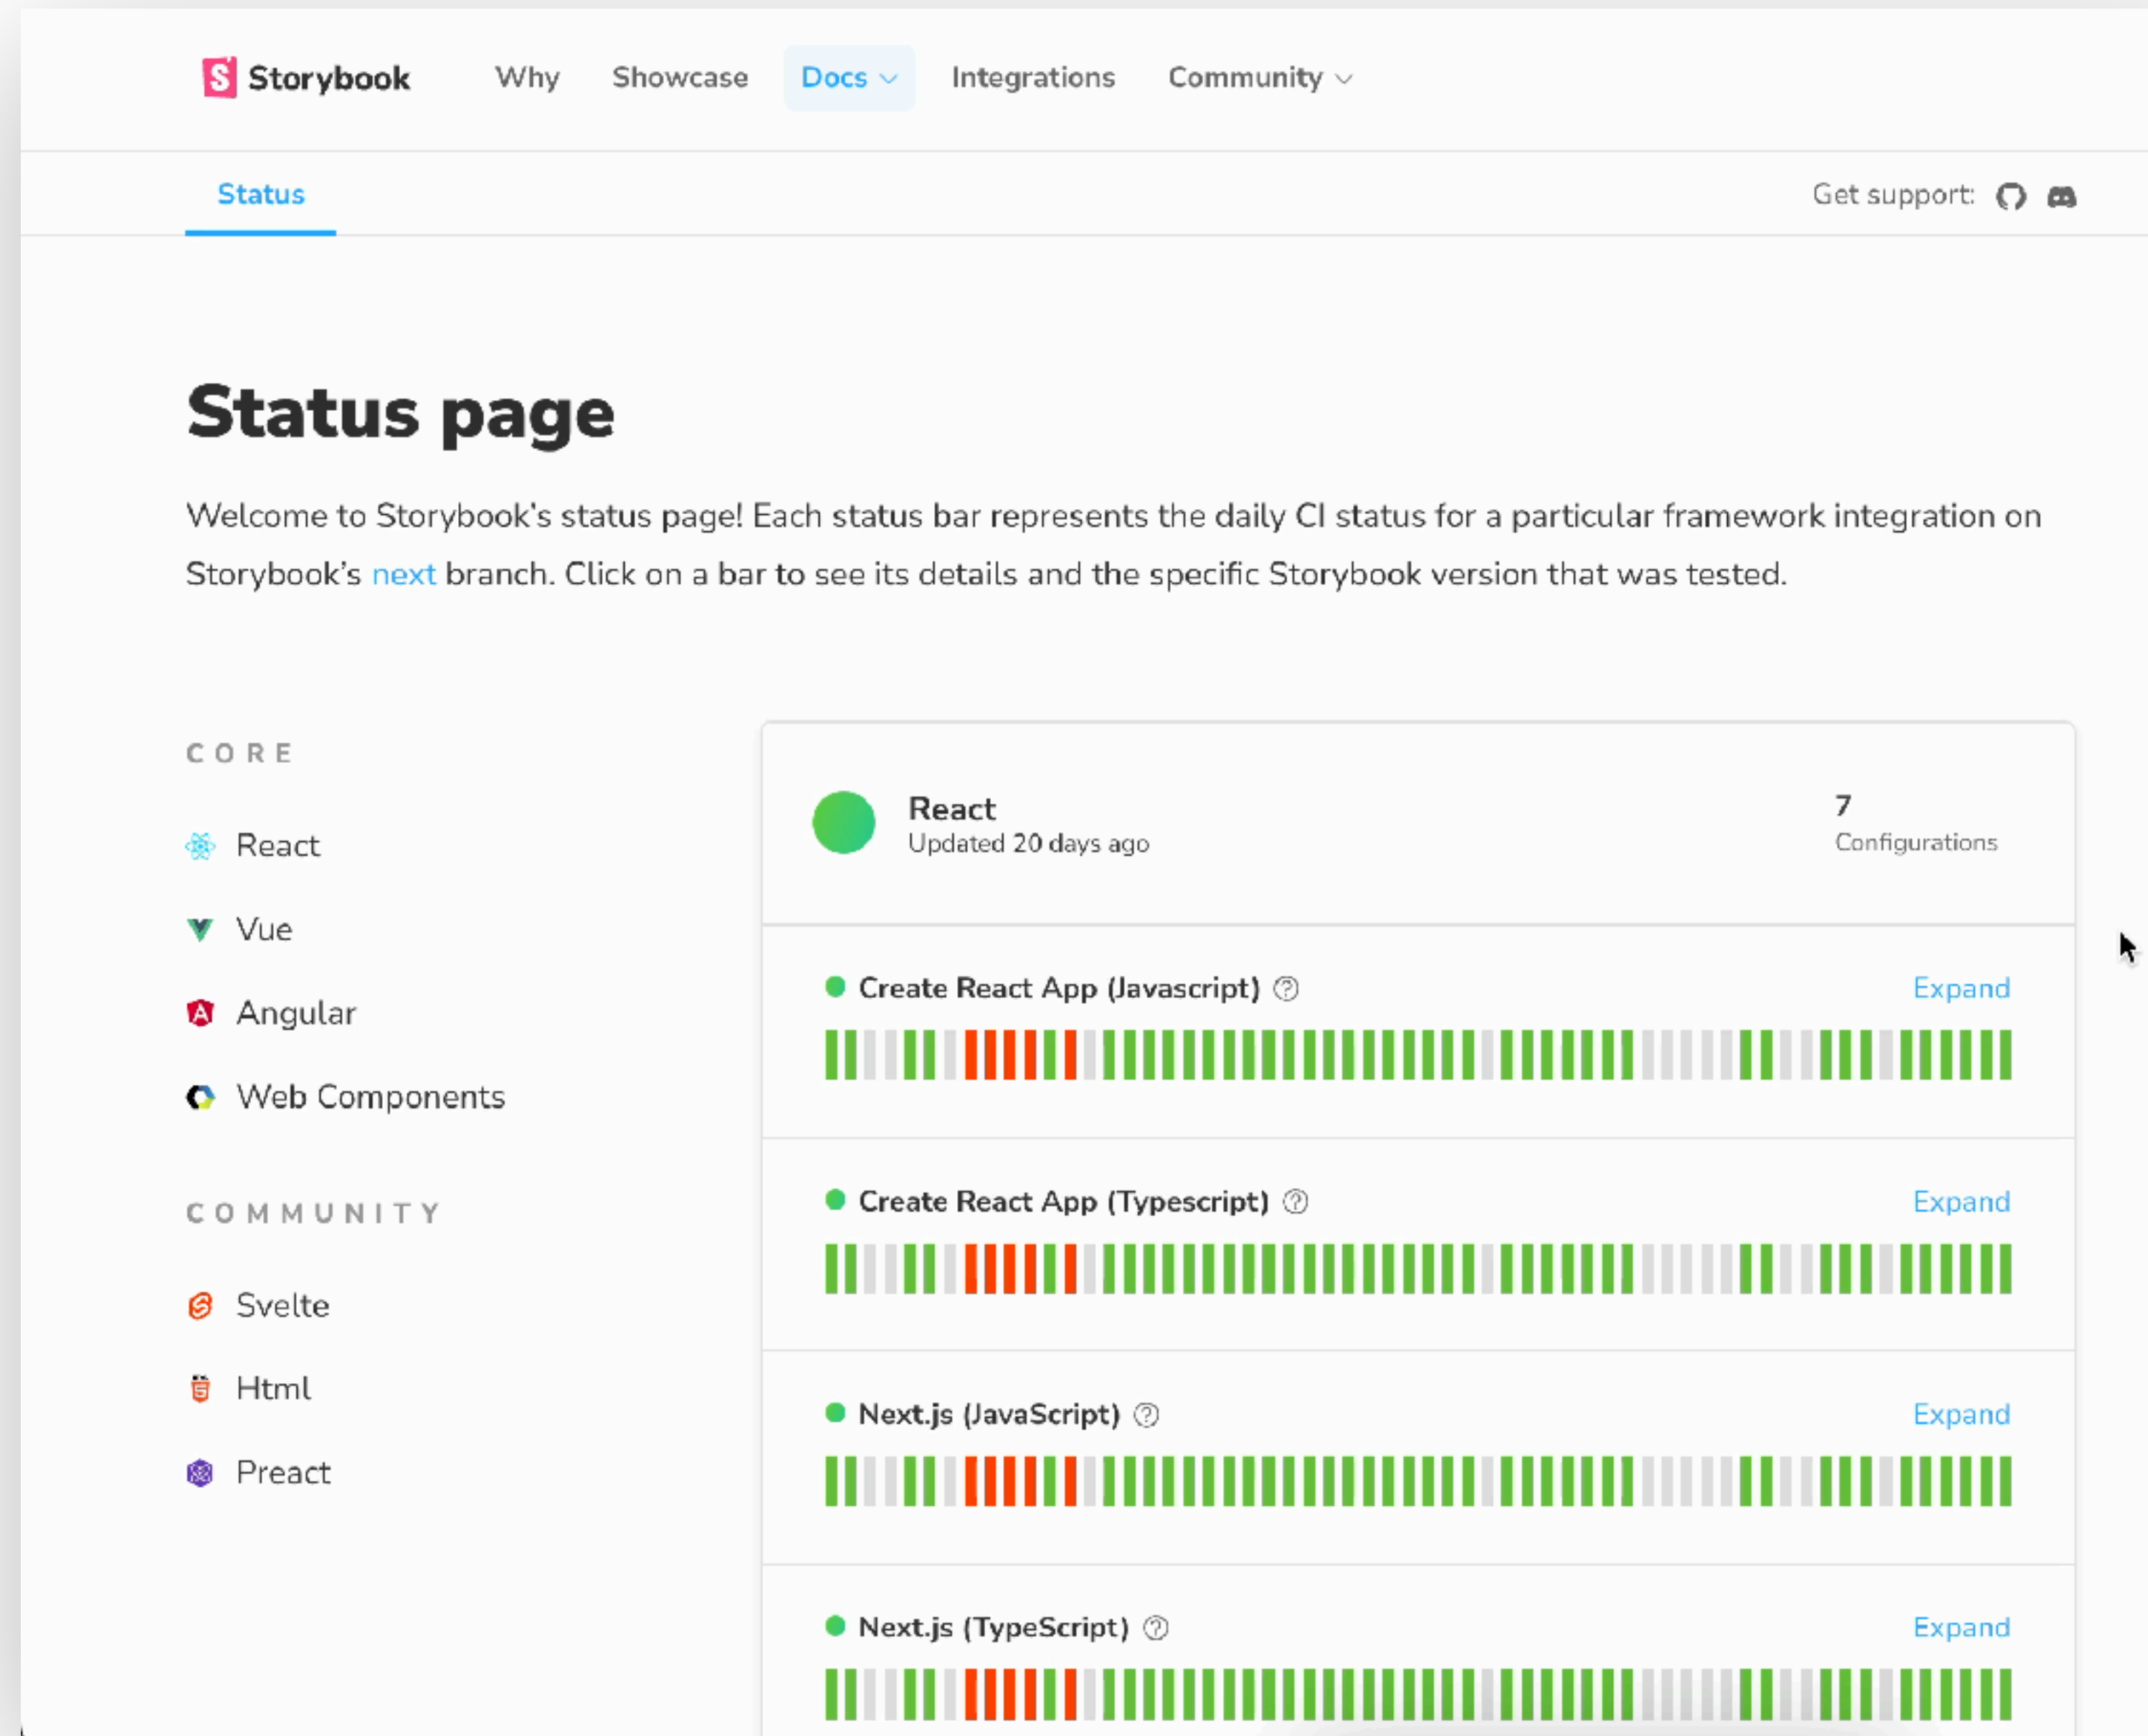 Storybook
Why
Showcase
Docs
Integrations
Community
Status
Get support:
Status page
Welcome to Storybook's status page! Each status bar represents the daily CI status for a particular framework integration on
Storybook's next branch. Click on a bar to see its details and the specific Storybook version that was tested.
CORE
React
Vue
Angular
Web Components
COMMUNITY
Svelte
Html
Preact
React
Updated 20 days ago
7
Configurations
Create React App (Javascript)
Expand
Create React App (Typescript)
Expand
Next.js (JavaScript)
Expand
Next.js (TypeScript)
Expand